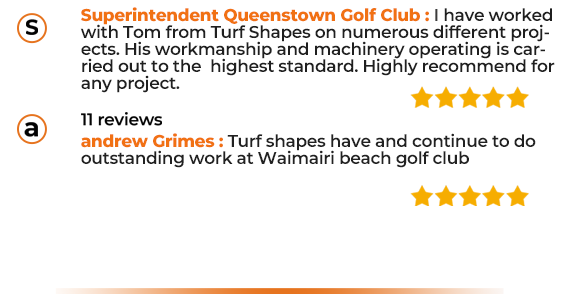 S
Superintendent Queenstown Golf Club : I have worked
with Tom from Turf Shapes on numerous different proj-
ects. His workmanship and machinery operating is car-
ried out to the highest standard. Highly recommend for
any project.
a
11 reviews
andrew Grimes : Turf shapes have and continue to do
outstanding work at Waimairi beach golf club